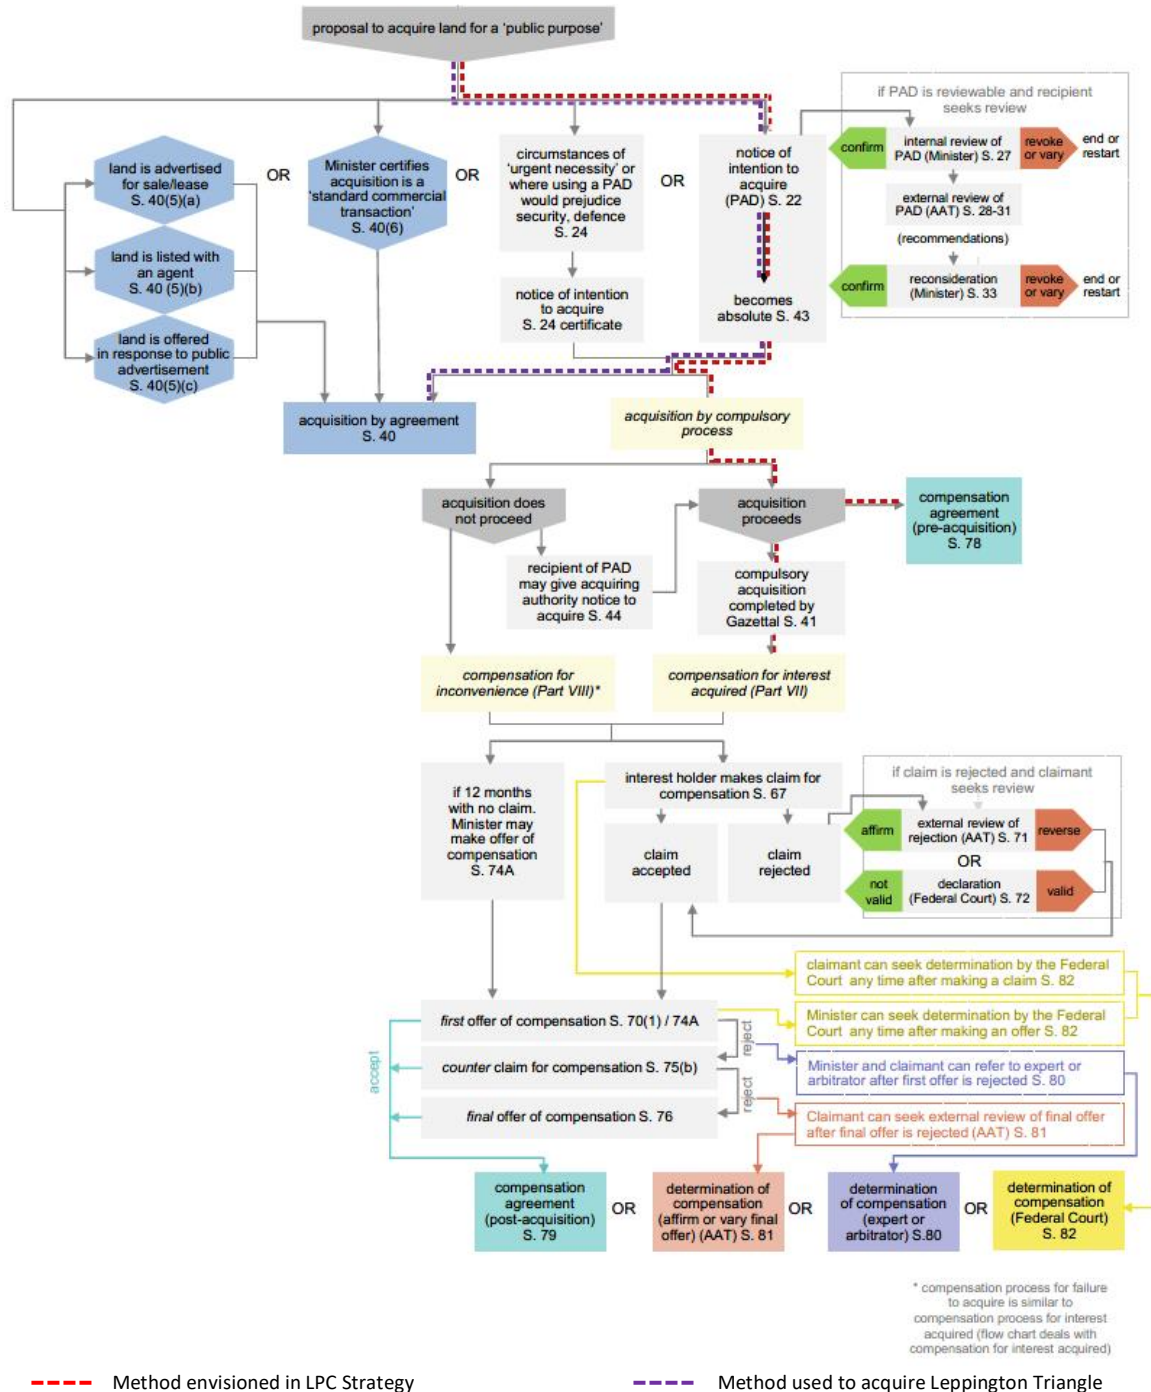 proposal to acquire land for a ‘public purpose’
land is advertised
for sale/lease
S. 40(5)(a)
OR
Minister certifies
acquisition is a
‘standard commercial
transaction’
S. 40(6)
OR
circumstances of
‘urgent necessity’ or
where using a PAD
would prejudice
security, defence
S. 24
OR
notice of
intention to
acquire
(PAD) S. 22
if PAD is reviewable and recipient
seeks review
confirm
internal review of
PAD (Minister) S. 27
revoke
or vary
end or
restart
external review of
PAD (AAT) S. 28-31
(recommendations)
confirm
reconsideration
(Minister) S. 33
revoke
or vary
end or
restart
land is listed with
an agent
S. 40 (5)(b)
land is offered
in response to public
advertisement
S. 40(5)(c)
notice of intention
to acquire
S. 24 certificate
becomes
absolute S. 43
acquisition by agreement
S. 40
acquisition by compulsory
process
acquisition does
not proceed
acquisition
proceeds
compensation
agreement
(pre-acquisition)
S. 78
recipient of PAD
may give acquiring
authority notice to
acquire S. 44
compulsory
acquisition
completed by
Gazettal S. 41
compensation for
inconvenience (Part VIII)*
compensation for interest
acquired (Part VII)
if 12 months
with no claim.
Minister may
make offer of
compensation
S. 74A
interest holder makes claim for
compensation S. 67
claim
accepted
claim
rejected
if claim is rejected and claimant
seeks review
affirm
external review of
rejection (AAT) S. 71
reverse
OR
not
valid
declaration
(Federal Court) S. 72
valid
claimant can seek determination by the Federal
Court any time after making a claim S. 82
Minister can seek determination by the Federal
Court any time after making an offer S. 82
Minister and claimant can refer to expert or
arbitrator after first offer is rejected S. 80
Claimant can seek external review of final offer
after final offer is rejected (AAT) S. 81
first offer of compensation S. 70(1) / 74A
reject
counter claim for compensation S. 75(b)
reject
final offer of compensation S. 76
accept
compensation
agreement
(post-acquisition)
S. 79
OR
determination of
compensation
(affirm or vary final
offer) (AAT) S. 81
OR
determination
of compensation
(expert or
arbitrator) S.80
OR
determination of
compensation
(Federal Court)
S. 82
* compensation process for failure
to acquire is similar to
compensation process for interest
acquired (flow chart deals with
compensation for interest acquired)
Method envisioned in LPC Strategy
Method used to acquire Leppington Triangle